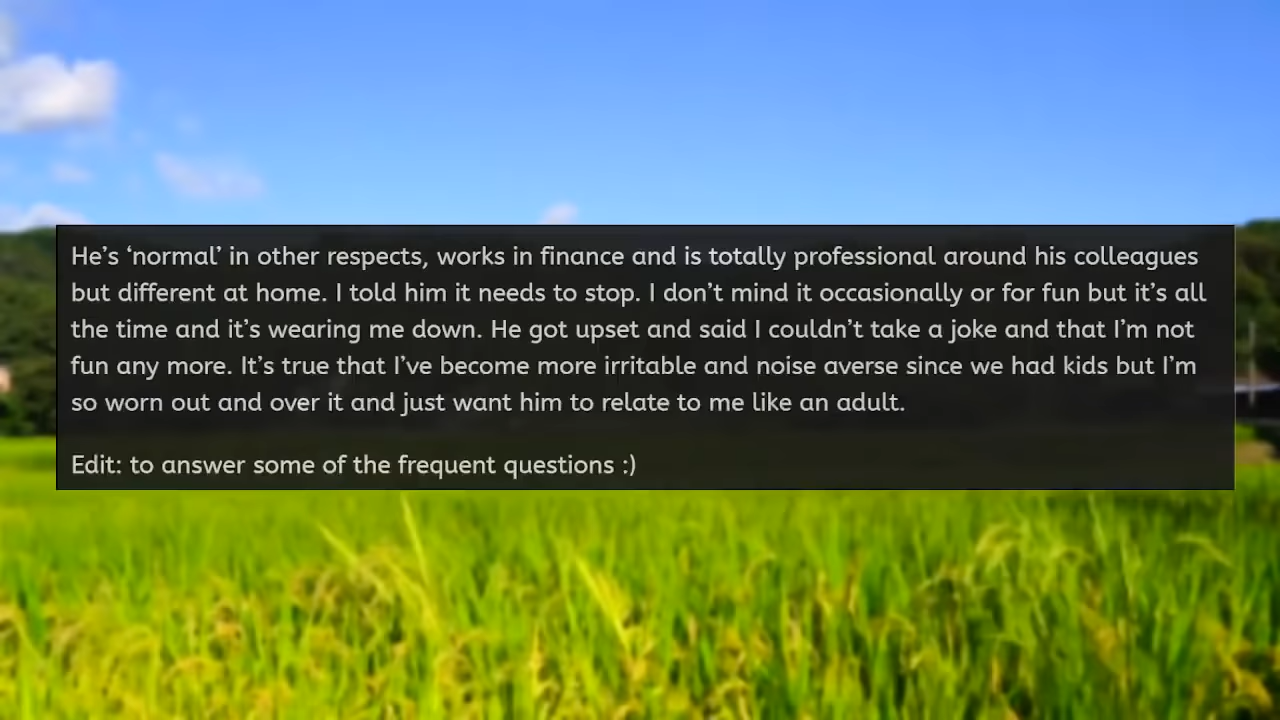 He’s ‘normal’ in other respects, works in finance and is totally professional around his colleagues
but different at home. I told him it needs to stop. I don’t mind it occasionally or for fun but it’s all
the time and it’s wearing me down. He got upset and said I couldn’t take a joke and that I’m not
fun any more. It’s true that I’ve become more irritable and noise averse since we had kids but I’m
so worn out and over it and just want him to relate to me like an adult.
Edit: to answer some of the frequent questions :)